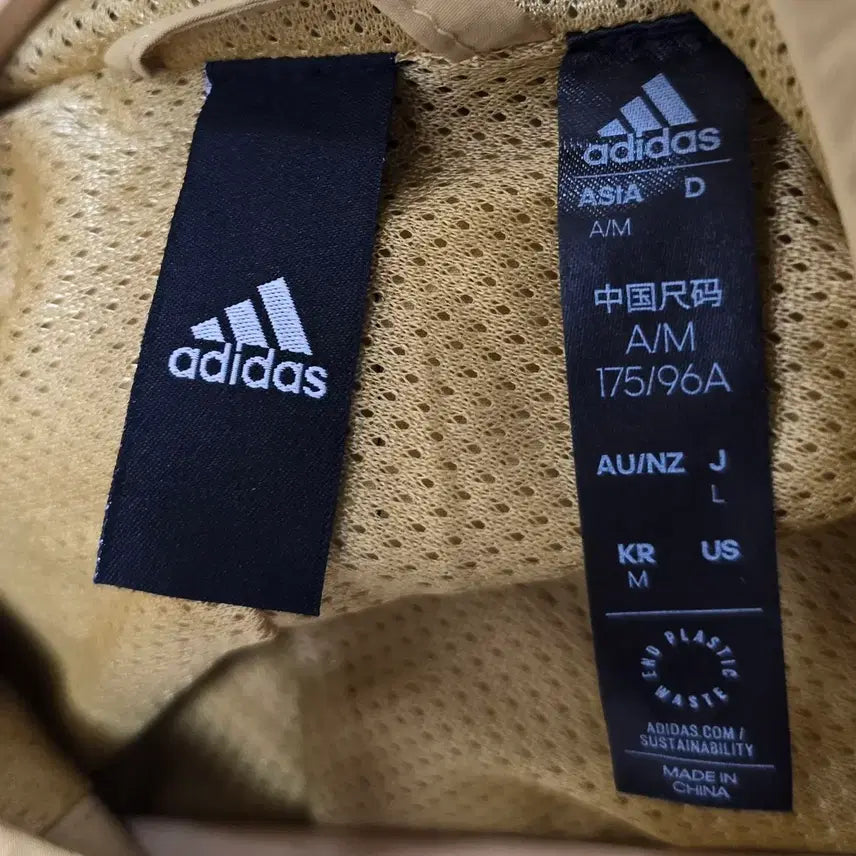 adidas
adidas
ASIA D
A/M
中国尺码
A/M
175/96A
AU/NZ J
L
KR US
M
END PLASTIC WASTE
ADIDAS.COM/
SUSTAINABILITY
MADE IN
CHINA